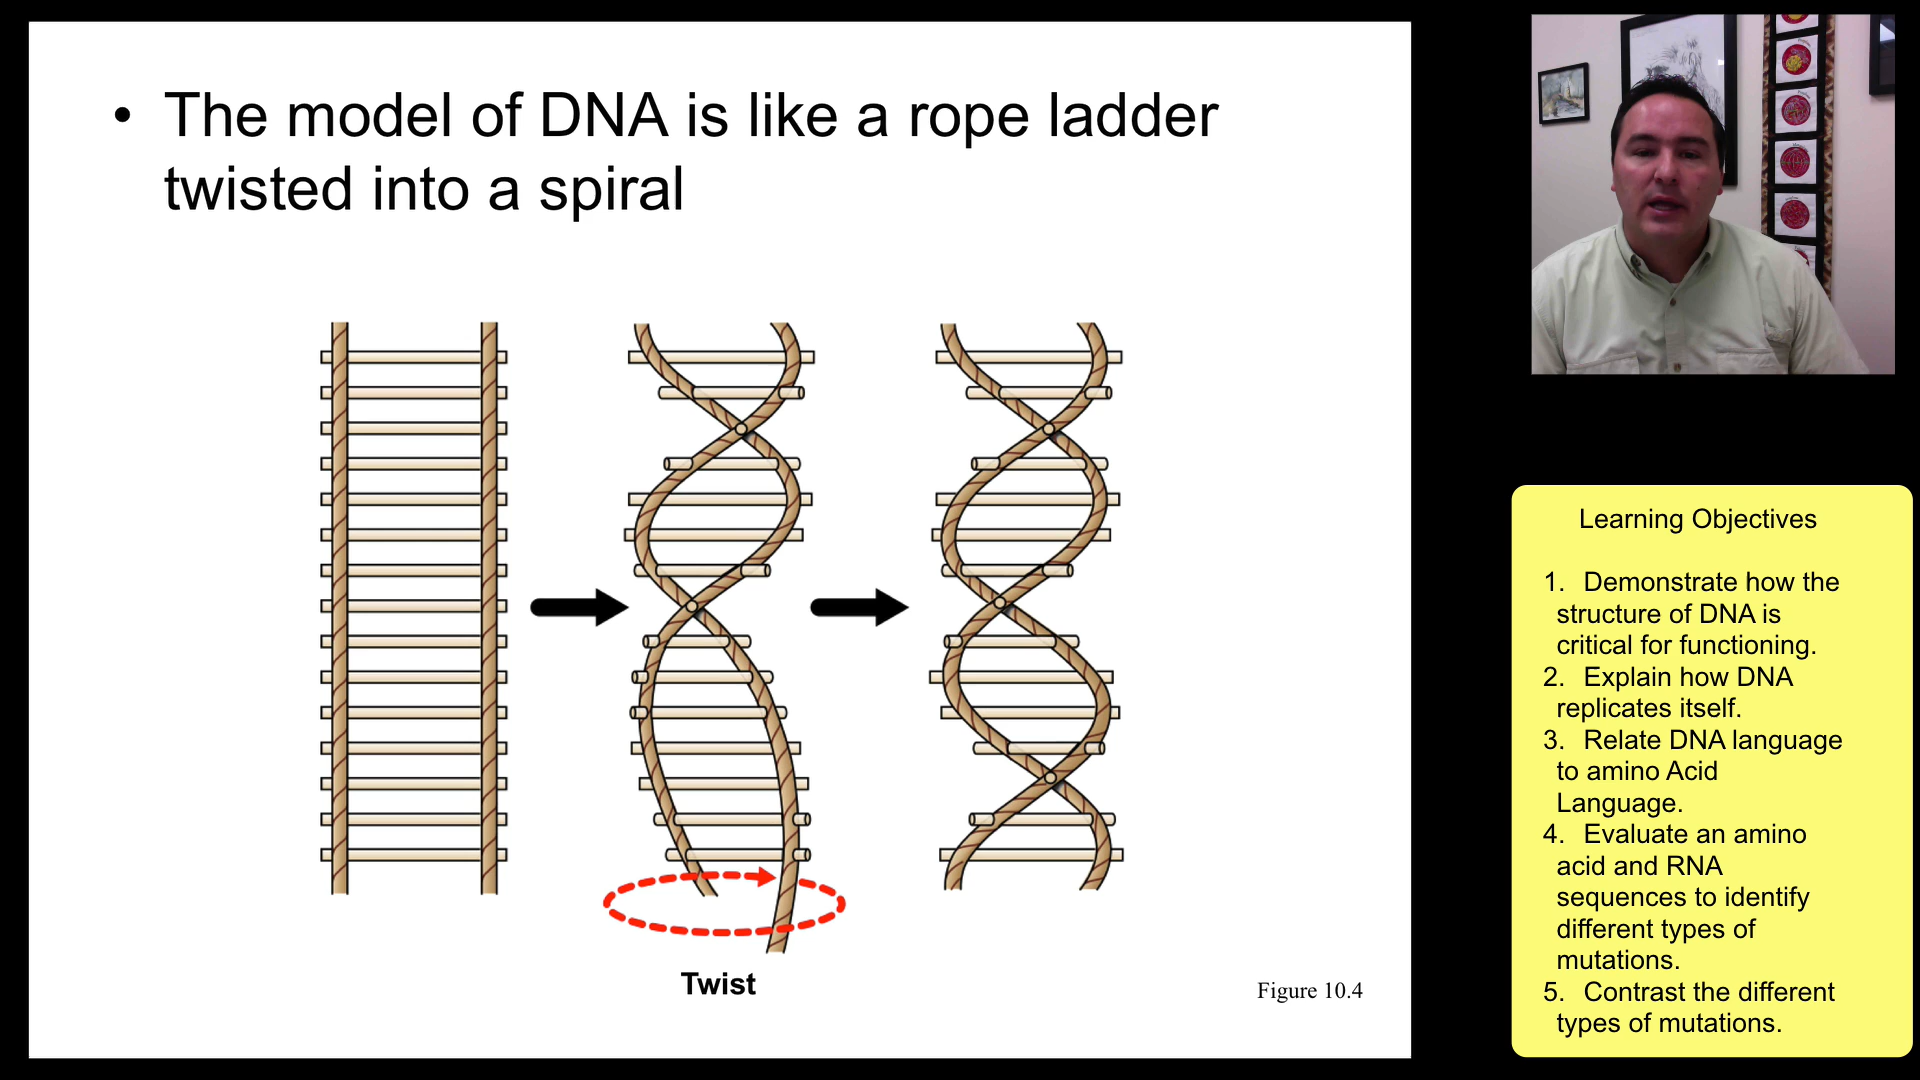 • The model of DNA is like a rope ladder
twisted into a spiral
Twist
Figure 10.4
Learning Objectives
1. Demonstrate how the
structure of DNA is
critical for functioning.
2. Explain how DNA
replicates itself.
3. Relate DNA language
to amino Acid
Language.
4. Evaluate an amino
acid and RNA
sequences to identify
different types of
mutations.
5. Contrast the different
types of mutations.